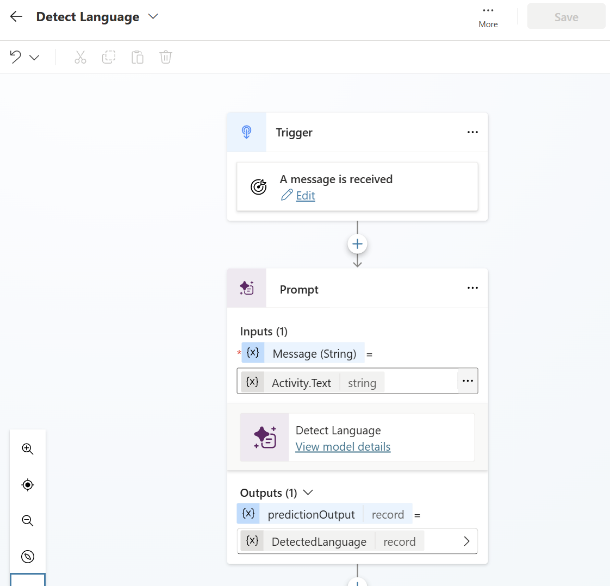 Detect Language
More
Save
Trigger
A message is received
Edit
Prompt
Inputs (1)
* {x} Message (String) =
{x} Activity.Text string
Detect Language
View model details
Outputs (1)
{x} predictionOutput record =
{x} DetectedLanguage record